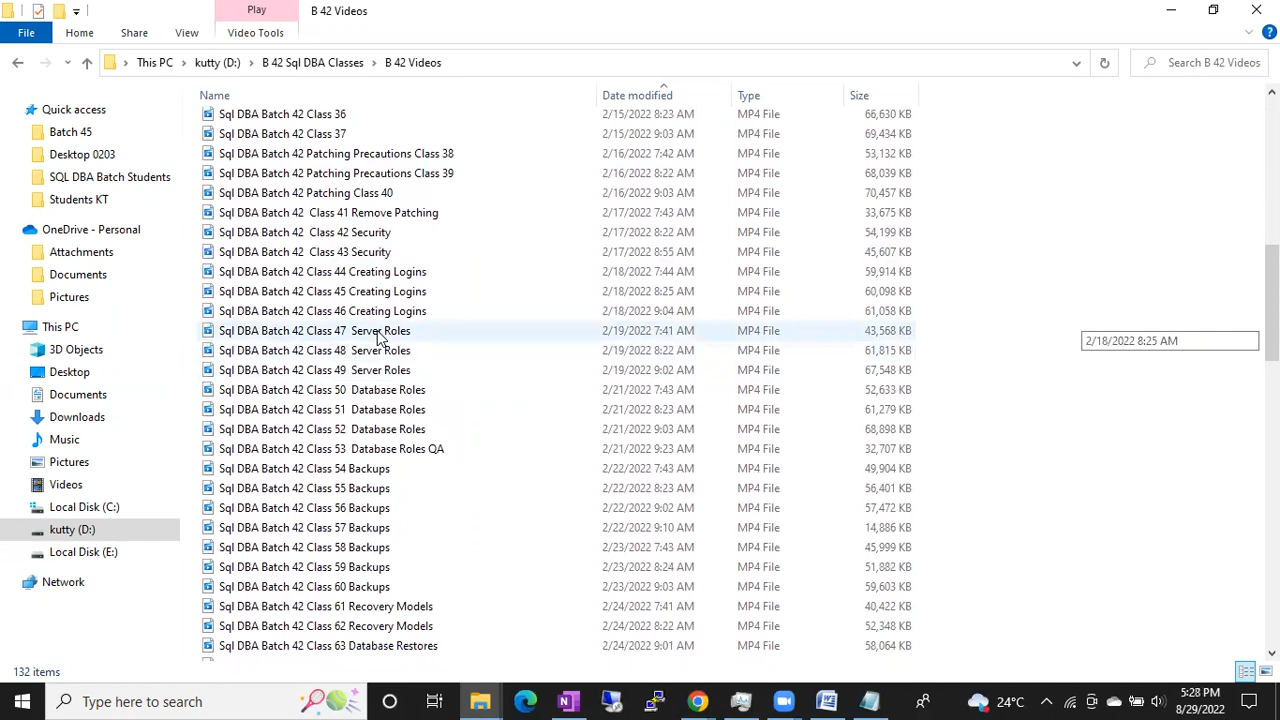 Play
B 42 Videos
File
Home
Share
View
Video Tools
This PC
kutty (D:)
B 42 Sql DBA Classes
B 42 Videos
Search B 42 Videos
Quick access
Batch 45
Desktop 0203
SQL DBA Batch Students
Students KT
OneDrive - Personal
Attachments
Documents
Pictures
This PC
3D Objects
Desktop
Documents
Downloads
Music
Pictures
Videos
Local Disk (C:)
kutty (D:)
Local Disk (E:)
Network
Name Date modified Type Size
Sql DBA Batch 42 Class 36 2/15/2022 8:23 AM MP4 File 66,630 KB
Sql DBA Batch 42 Class 37 2/15/2022 9:03 AM MP4 File 69,434 KB
Sql DBA Batch 42 Patching Precautions Class 38 2/16/2022 7:42 AM MP4 File 53,132 KB
Sql DBA Batch 42 Patching Precautions Class 39 2/16/2022 8:22 AM MP4 File 68,039 KB
Sql DBA Batch 42 Patching Class 40 2/16/2022 9:03 AM MP4 File 70,457 KB
Sql DBA Batch 42  Class 41 Remove Patching 2/17/2022 7:43 AM MP4 File 33,675 KB
Sql DBA Batch 42  Class 42 Security 2/17/2022 8:22 AM MP4 File 54,199 KB
Sql DBA Batch 42  Class 43 Security 2/17/2022 8:55 AM MP4 File 45,607 KB
Sql DBA Batch 42 Class 44 Creating Logins 2/18/2022 7:44 AM MP4 File 59,914 KB
Sql DBA Batch 42 Class 45 Creating Logins 2/18/2022 8:25 AM MP4 File 60,098 KB
Sql DBA Batch 42 Class 46 Creating Logins 2/18/2022 9:04 AM MP4 File 61,058 KB
Sql DBA Batch 42 Class 47  Server Roles 2/19/2022 7:41 AM MP4 File 43,568 KB
Sql DBA Batch 42 Class 48  Server Roles 2/19/2022 8:22 AM MP4 File 61,815 KB
Sql DBA Batch 42 Class 49  Server Roles 2/19/2022 9:02 AM MP4 File 67,548 KB
Sql DBA Batch 42 Class 50  Database Roles 2/21/2022 7:43 AM MP4 File 52,633 KB
Sql DBA Batch 42 Class 51  Database Roles 2/21/2022 8:23 AM MP4 File 61,279 KB
Sql DBA Batch 42 Class 52  Database Roles 2/21/2022 9:03 AM MP4 File 68,898 KB
Sql DBA Batch 42 Class 53  Database Roles QA 2/21/2022 9:23 AM MP4 File 32,707 KB
Sql DBA Batch 42 Class 54 Backups 2/22/2022 7:43 AM MP4 File 49,904 KB
Sql DBA Batch 42 Class 55 Backups 2/22/2022 8:23 AM MP4 File 56,401 KB
Sql DBA Batch 42 Class 56 Backups 2/22/2022 9:02 AM MP4 File 57,472 KB
Sql DBA Batch 42 Class 57 Backups 2/22/2022 9:10 AM MP4 File 14,886 KB
Sql DBA Batch 42 Class 58 Backups 2/23/2022 7:43 AM MP4 File 45,999 KB
Sql DBA Batch 42 Class 59 Backups 2/23/2022 8:24 AM MP4 File 51,882 KB
Sql DBA Batch 42 Class 60 Backups 2/23/2022 9:03 AM MP4 File 59,603 KB
Sql DBA Batch 42 Class 61 Recovery Models 2/24/2022 7:41 AM MP4 File 40,422 KB
Sql DBA Batch 42 Class 62 Recovery Models 2/24/2022 8:22 AM MP4 File 52,348 KB
Sql DBA Batch 42 Class 63 Database Restores 2/24/2022 9:01 AM MP4 File 58,064 KB
2/18/2022 8:25 AM
132 items
Type here to search
24°C
5:28 PM
8/29/2022